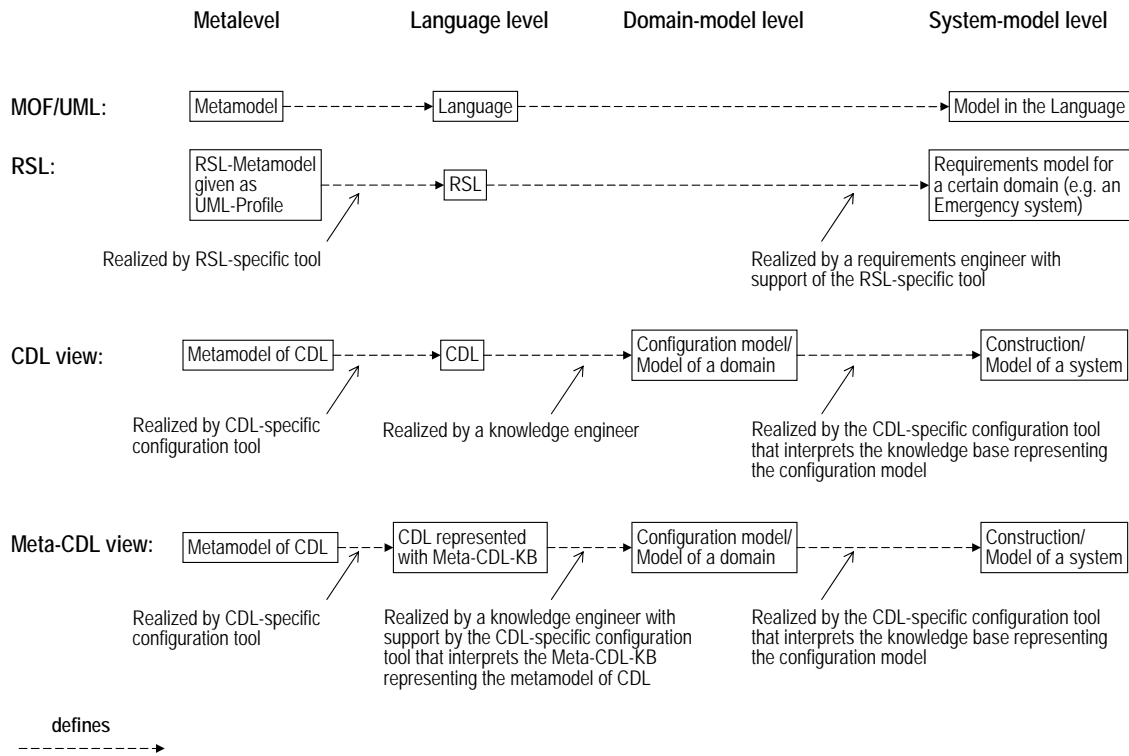 Metalevel
Language level
Domain-model level
System-model level
MOF/UML:
Metamodel
Language
Model in the Language
RSL:
RSL-Metamodel
given as
UML-Profile
RSL
Requirements model for
a certain domain (e.g. an
Emergency system)
Realized by RSL-specific tool
Realized by a requirements engineer with
support of the RSL-specific tool
CDL view:
Metamodel of CDL
CDL
Configuration model/
Model of a domain
Construction/
Model of a system
Realized by CDL-specific
configuration tool
Realized by a knowledge engineer
Realized by the CDL-specific configuration tool
that interprets the knowledge base representing
the configuration model
Meta-CDL view:
Metamodel of CDL
CDL represented
with Meta-CDL-KB
Configuration model/
Model of a domain
Construction/
Model of a system
Realized by CDL-specific
configuration tool
Realized by a knowledge engineer with
support by the CDL-specific configuration
tool that interprets the Meta-CDL-KB
representing the metamodel of CDL
Realized by the CDL-specific configuration tool
that interprets the knowledge base representing
the configuration model
defines